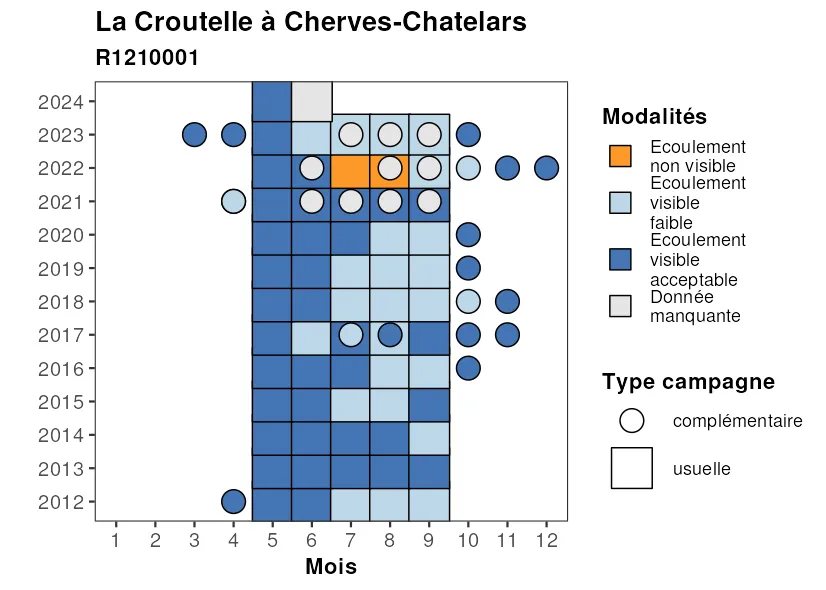 La Croutelle à Cherves-Chatelars
R1210001
2024
2023
2022
2021
2020
2019
2018
2017
2016
2015
2014
2013
2012
1 2 3 4 5 6 7 8 9 10 11 12
Mois
Modalités
Ecoulement
non visible
Ecoulement
visible
faible
Ecoulement
visible
acceptable
Donnée
manquante
Type campagne
complémentaire
usuelle